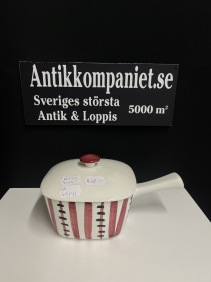 Antikkompaniet.se
Sveriges största 5000 m²
Antik & Loppis